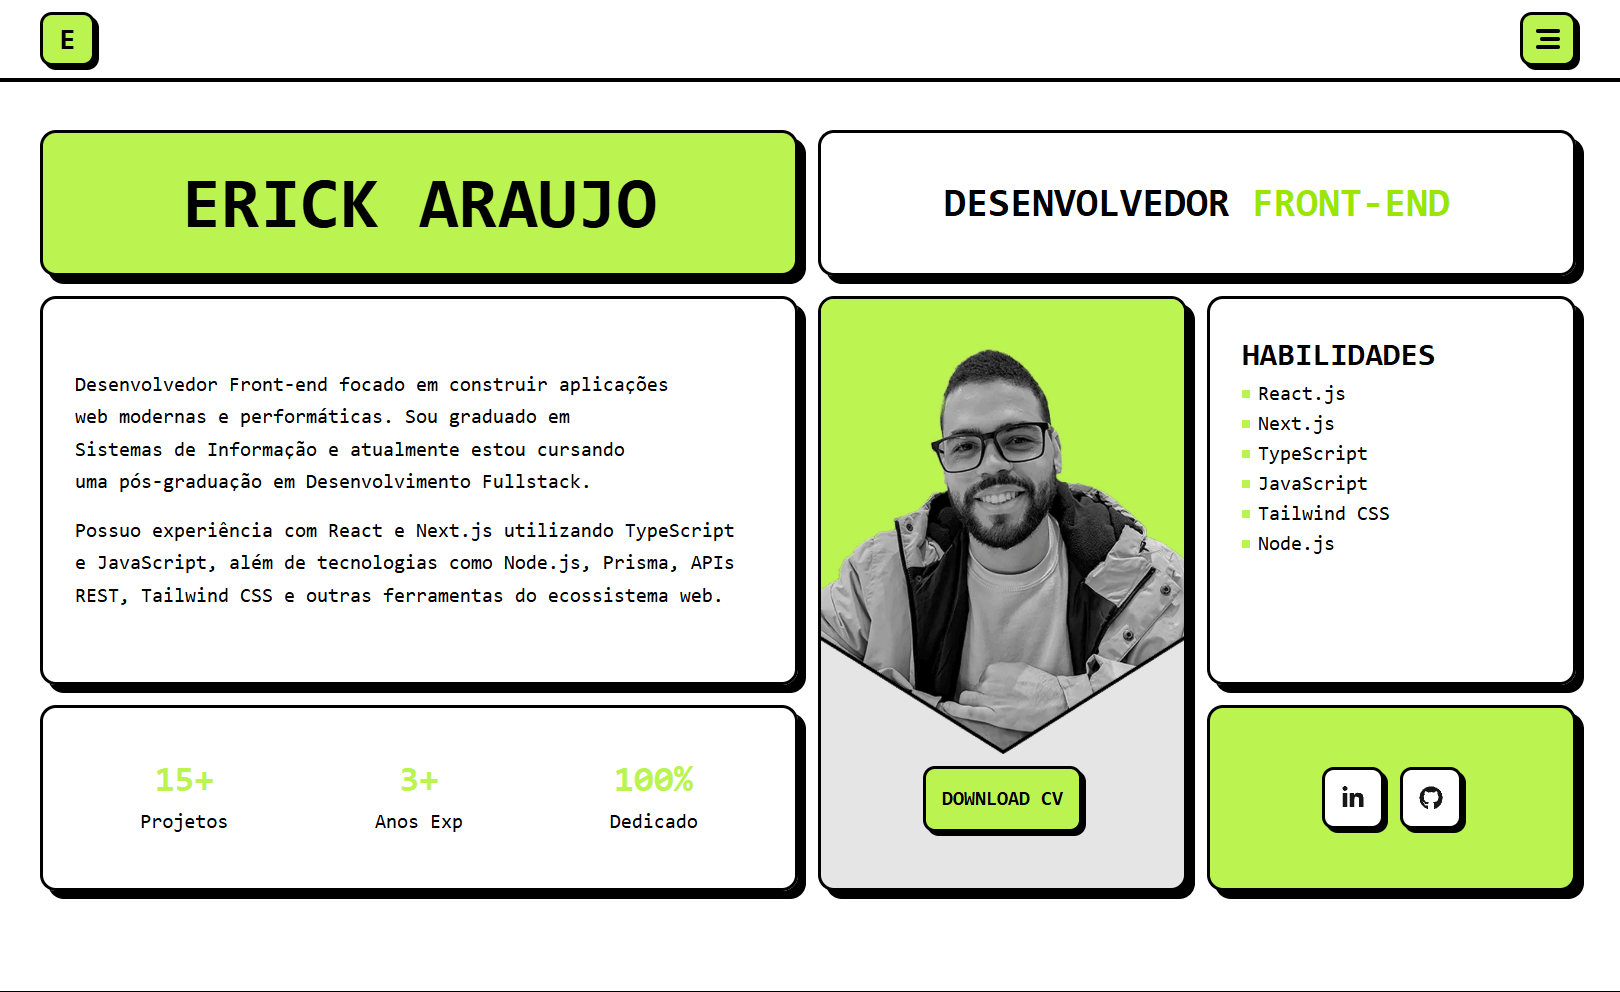 E
ERICK ARAUJO
DESENVOLVEDOR FRONT-END
Desenvolvedor Front-end focado em construir aplicações
web modernas e performáticas. Sou graduado em
Sistemas de Informação e atualmente estou cursando
uma pós-graduação em Desenvolvimento Fullstack.
Possuo experiência com React e Next.js utilizando TypeScript
e JavaScript, além de tecnologias como Node.js, Prisma, APIs
REST, Tailwind CSS e outras ferramentas do ecossistema web.
HABILIDADES
React.js
Next.js
TypeScript
JavaScript
Tailwind CSS
Node.js
15+
Projetos
3+
Anos Exp
100%
Dedicado
DOWNLOAD CV
in